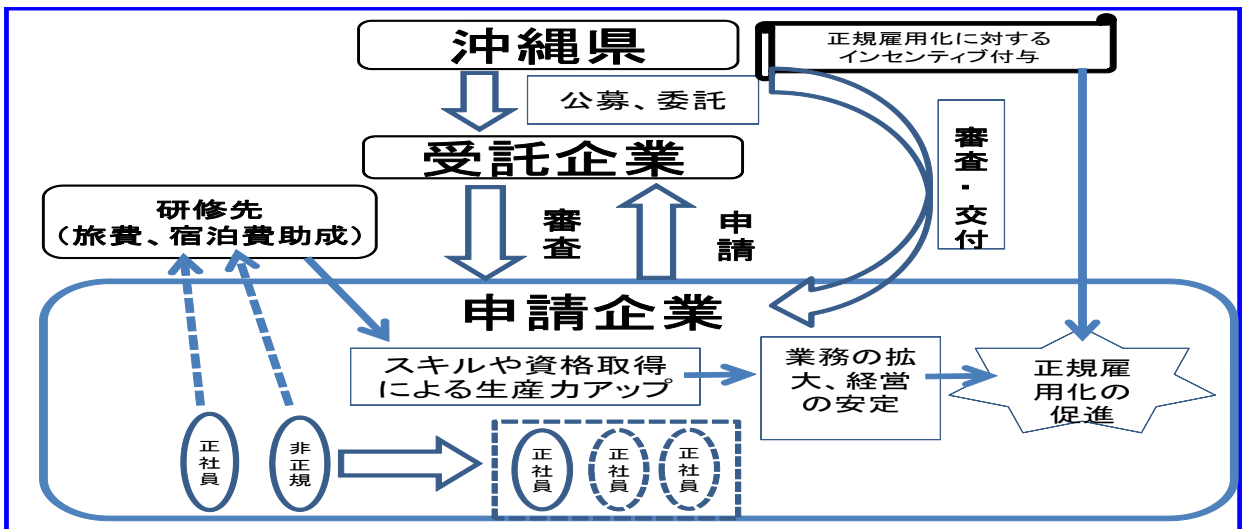 沖縄県
正規雇用化に対する
インセンティブ付与
公募、委託
受託企業
審査・交付
研修先
（旅費、宿泊費助成）
審査
申請
申請企業
スキルや資格取得
による生産力アップ
業務の拡
大、経営
の安定
正規雇
用化の
促進
正社員
非正規
正社員
正社員
正社員